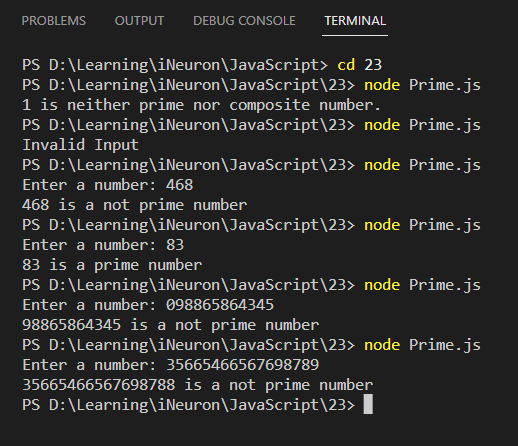 PROBLEMS OUTPUT DEBUG CONSOLE TERMINAL
PS D:\Learning\iNeuron\JavaScript> cd 23
PS D:\Learning\iNeuron\JavaScript\23> node Prime.js
1 is neither prime nor composite number.
PS D:\Learning\iNeuron\JavaScript\23> node Prime.js
Invalid Input
PS D:\Learning\iNeuron\JavaScript\23> node Prime.js
Enter a number: 468
468 is a not prime number
PS D:\Learning\iNeuron\JavaScript\23> node Prime.js
Enter a number: 83
83 is a prime number
PS D:\Learning\iNeuron\JavaScript\23> node Prime.js
Enter a number: 098865864345
98865864345 is a not prime number
PS D:\Learning\iNeuron\JavaScript\23> node Prime.js
Enter a number: 35665466567698789
35665466567698788 is a not prime number
PS D:\Learning\iNeuron\JavaScript\23>